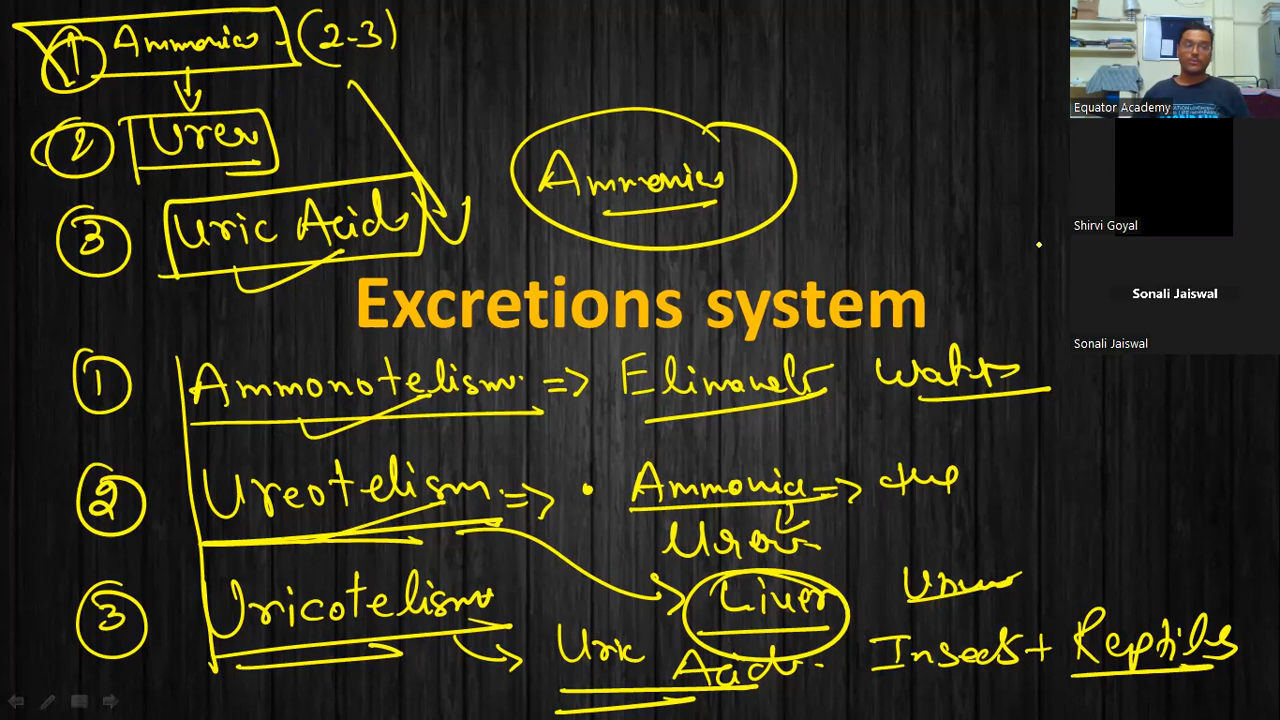 1 Ammonia - (2-3)
2 Urea
3 Uric Acid
Ammonia
Excretions system
1 Ammonotelism => Eliminate Water
2 Ureotelism => • Ammonia => the
Urea
Liver
3 Uricotelism → Uric Acid
Insects + Reptiles
Equator Academy
Shirvi Goyal
Sonali Jaiswal
Sonali Jaiswal